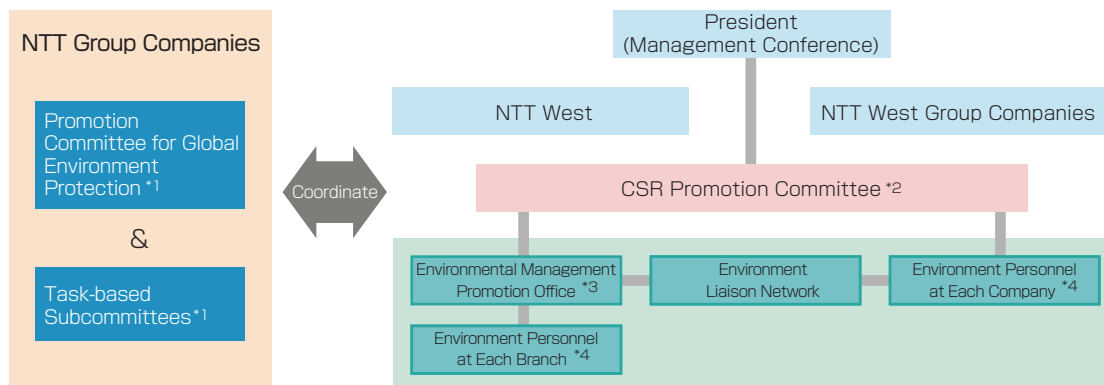 NTT Group Companies
Promotion
Committee for Global
Environment
Protection *1
&
Task-based
Subcommittees*1
Coordinate
President
(Management Conference)
NTT West
NTT West Group Companies
CSR Promotion Committee *2
Environmental Management
Promotion Office *3
Environment
Liaison Network
Environment Personnel
at Each Company *4
Environment Personnel
at Each Branch *4